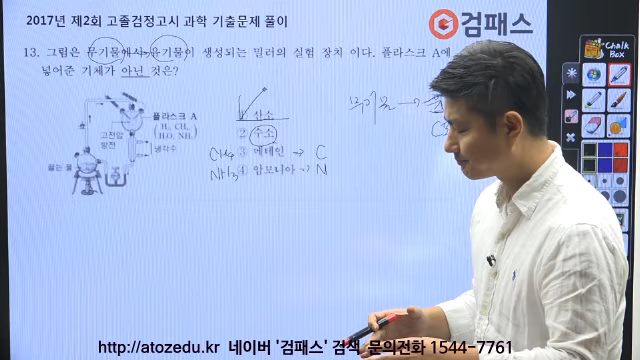 2017년 제2회 고졸검정고시 과학 기출문제 풀이
검패스
13. 그림은 무기물에서 유기물이 생성되는 밀러의 실험 장치 이다. 플라스크 A에
넣어준 기체가 아닌 것은?
Chalk
Box
플라스크 A
H₂, CH₄,
H₂O, NH₃
고전압
방전
냉각수
끓는 물
산소
② 수소
CH₄ ③ 메테인 → C
NH₃ ④ 암모니아 → N
무기물 →
http://atozedu.kr 네이버 '검패스' 검색 문의전화 1544-7761